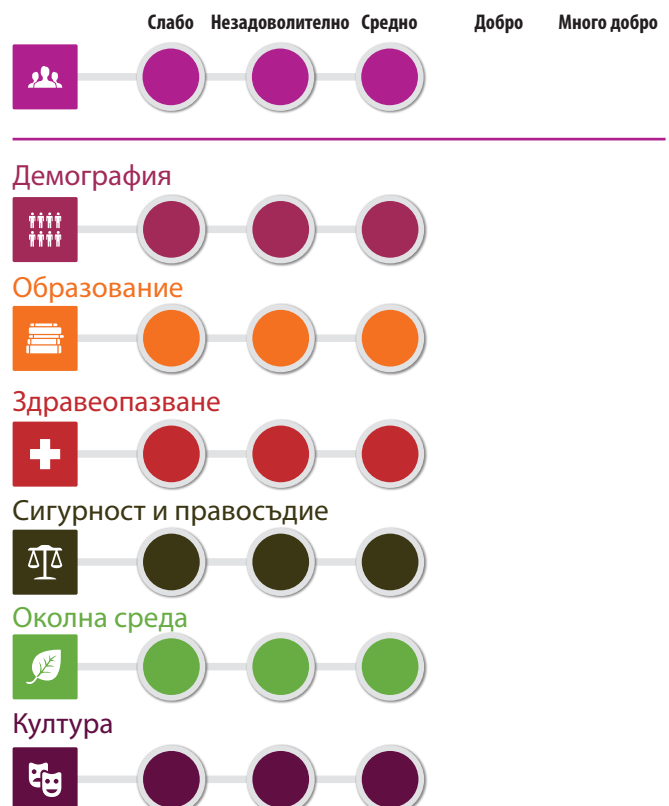 Слабо Незадоволително Средно Добро Много добро
Демография
Образование
Здравеопазване
Сигурност и правосъдие
Околна среда
Култура